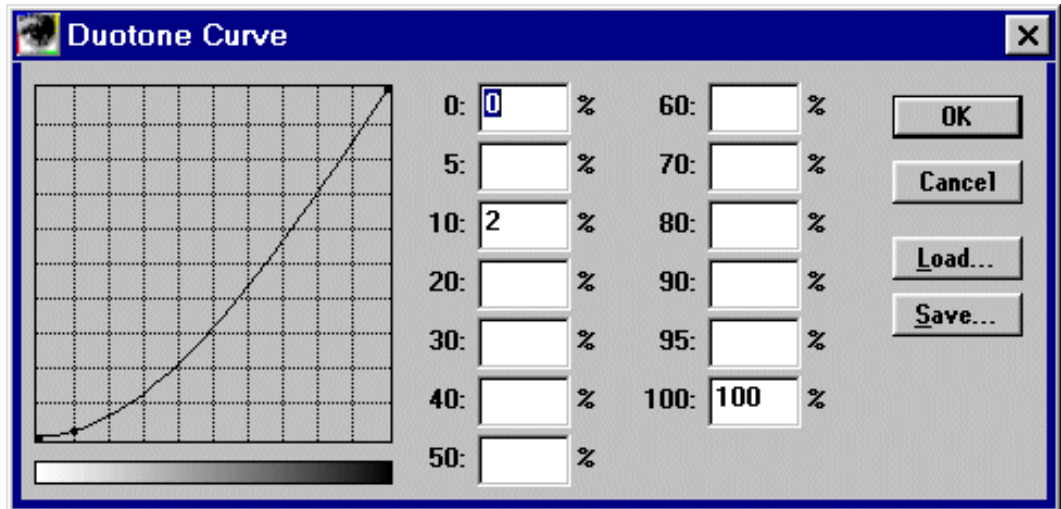 Duotone Curve
0: 0 % 60: % OK
5: % 70: % Cancel
10: 2 % 80: %
20: % 90: % Load...
30: % 95: % Save...
40: % 100: 100 %
50: %